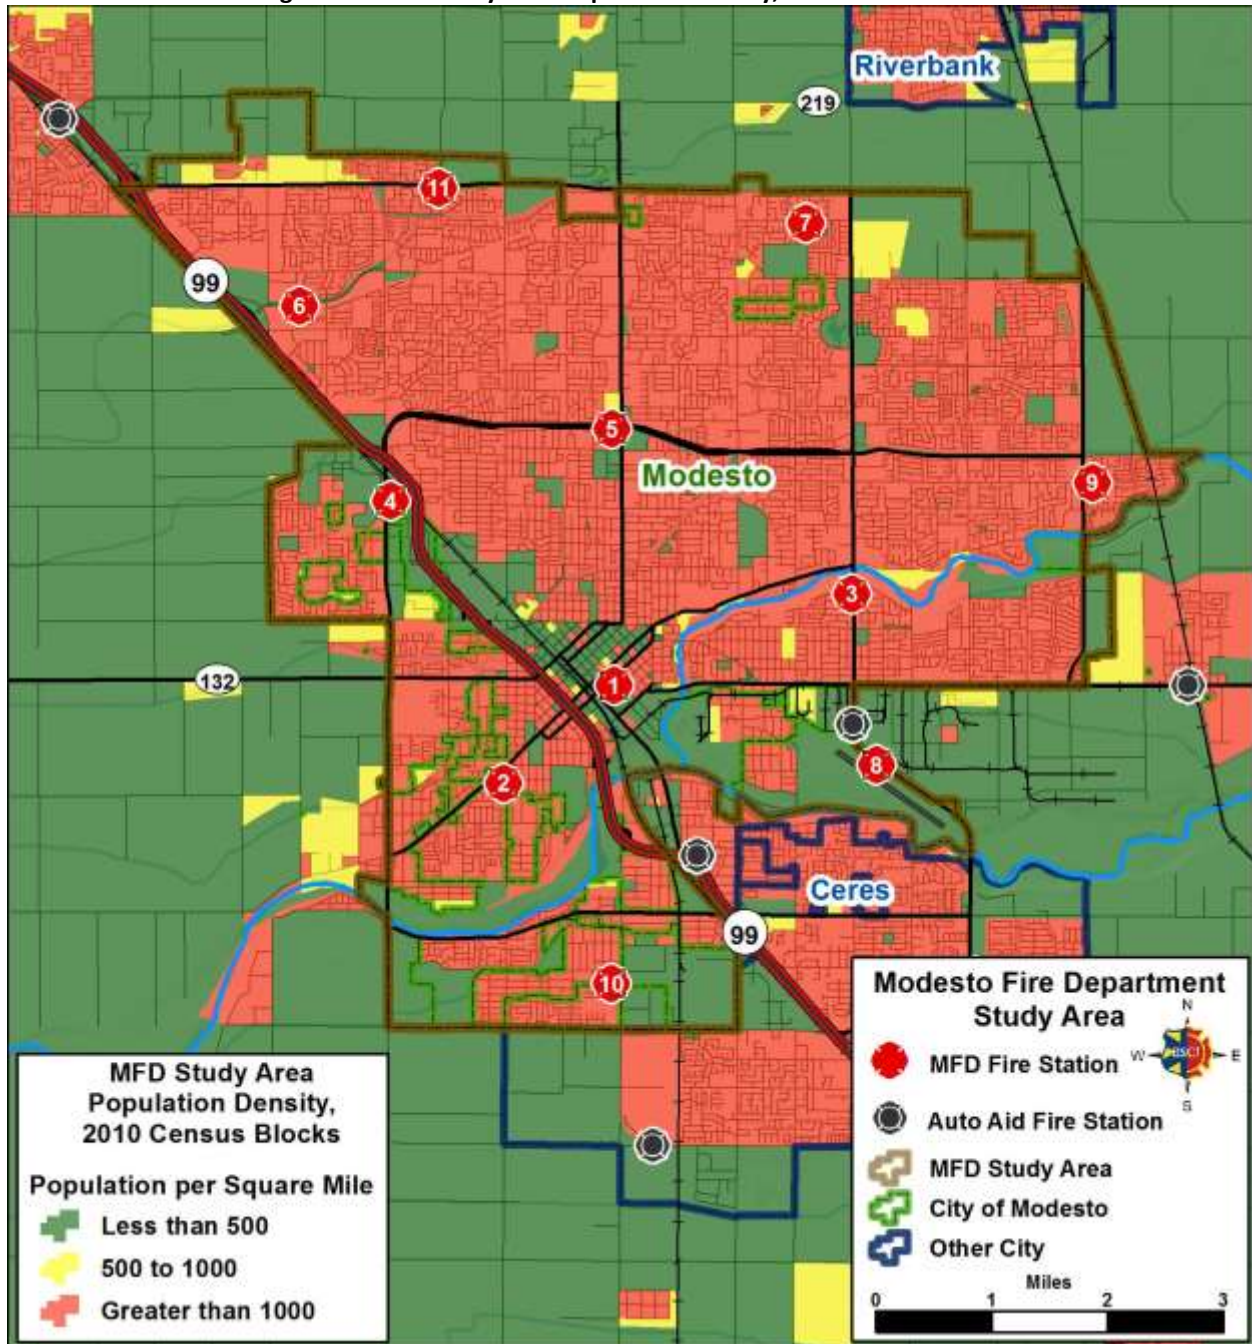 Riverbank
219
11
7
99
6
5
Modesto
4
9
3
132
1
8
2
Ceres
99
10
Modesto Fire Department
Study Area
N
W E
S
MFD Fire Station
Auto Aid Fire Station
MFD Study Area
City of Modesto
Other City
Miles
0 1 2 3
MFD Study Area
Population Density,
2010 Census Blocks
Population per Square Mile
Less than 500
500 to 1000
Greater than 1000